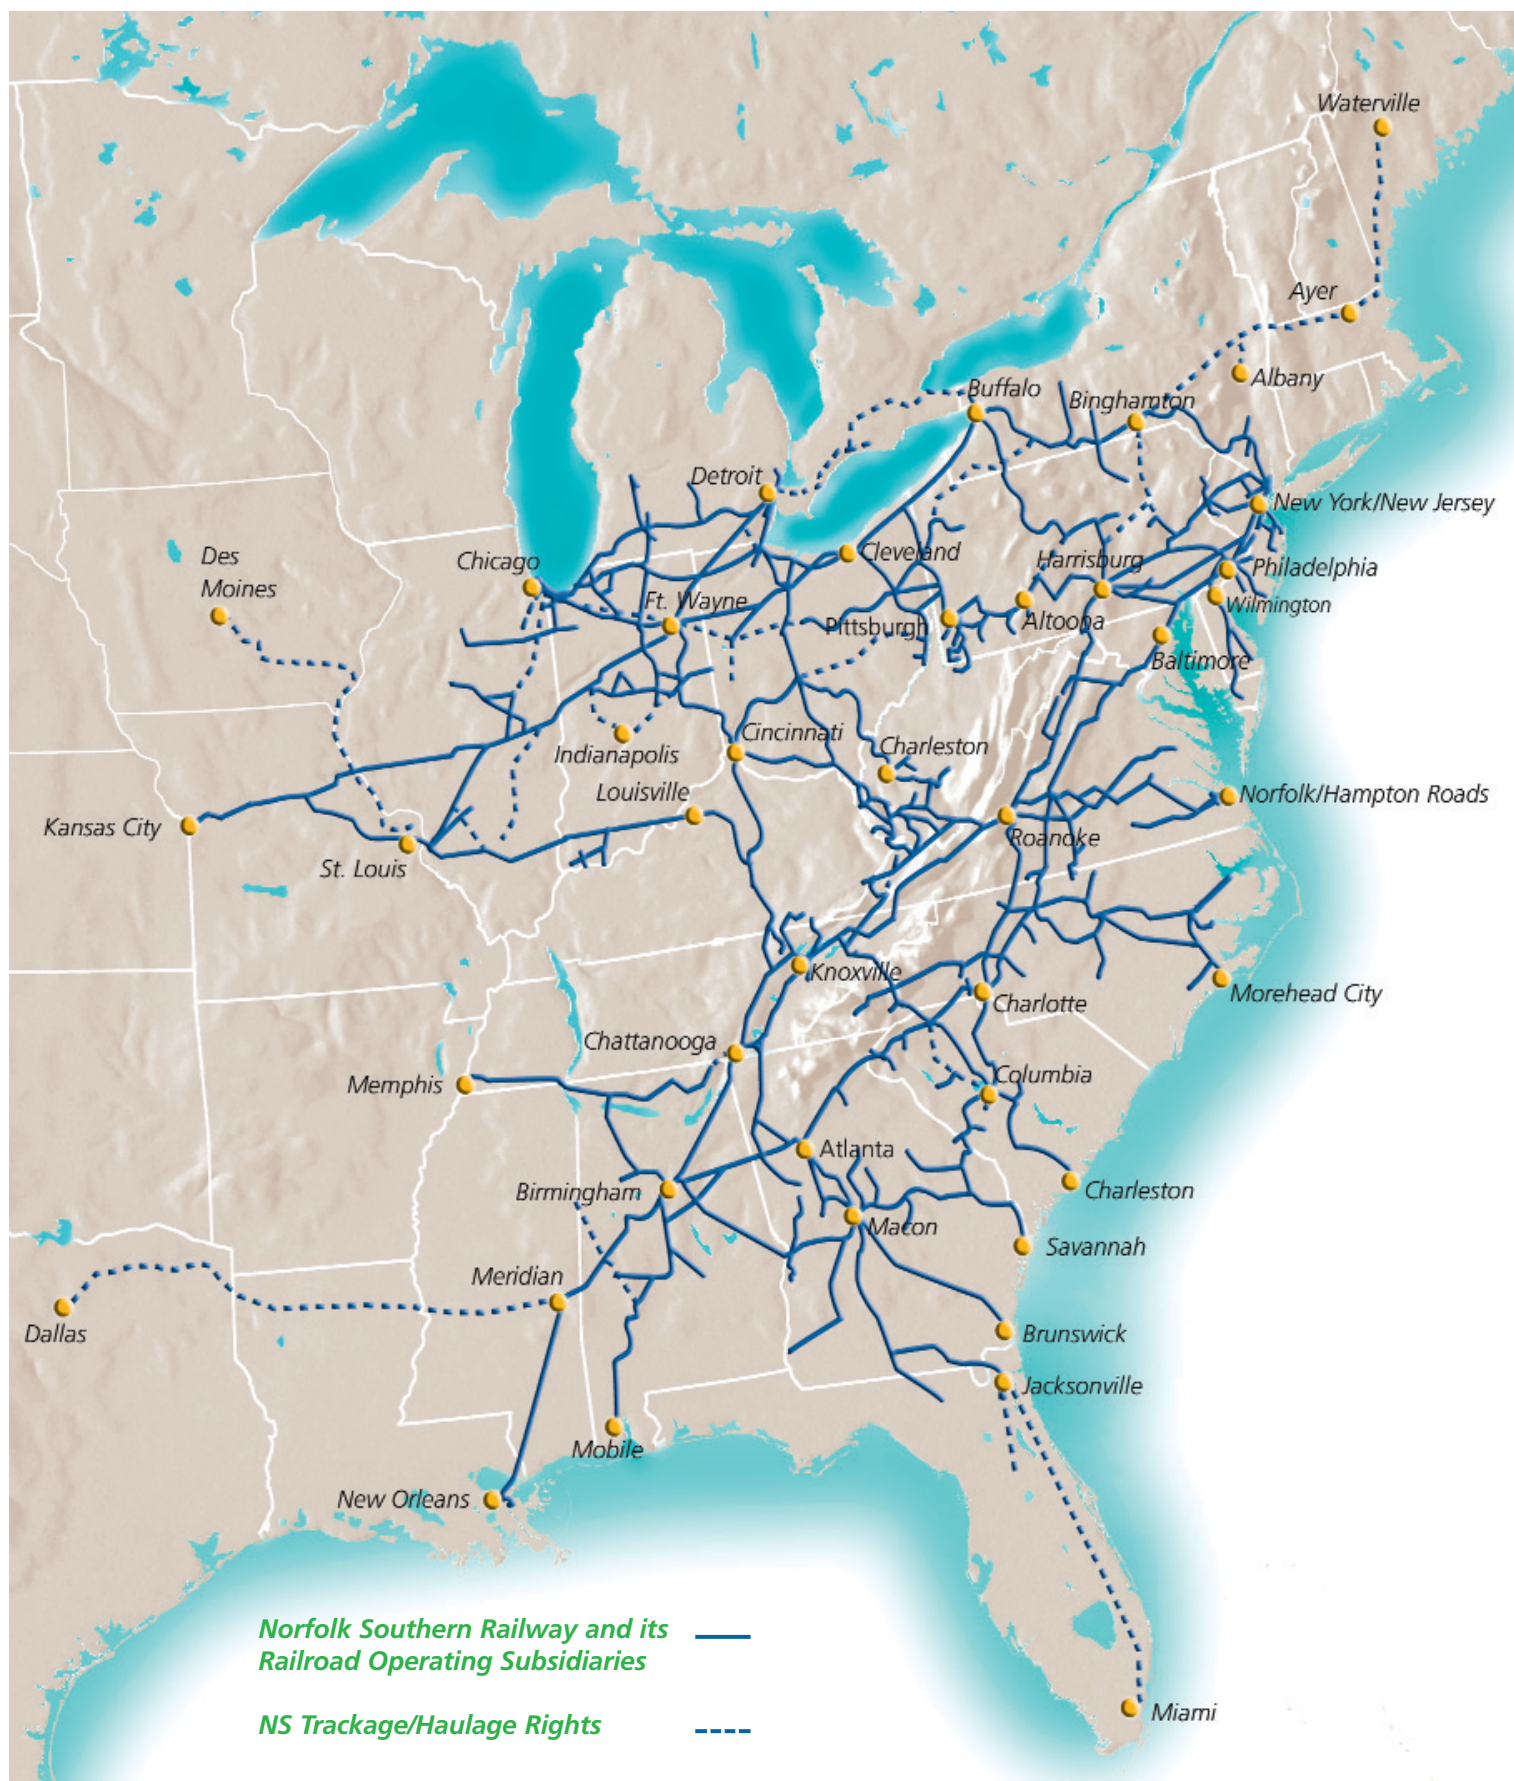 Waterville
Ayer
Albany
Buffalo
Binghamton
Detroit
New York/New Jersey
Cleveland
Harrisburg
Philadelphia
Des
Moines
Chicago
Ft. Wayne
Wilmington
Pittsburgh
Altoona
Baltimore
Cincinnati
Indianapolis
Charleston
Louisville
Norfolk/Hampton Roads
Kansas City
Roanoke
St. Louis
Knoxville
Morehead City
Charlotte
Chattanooga
Memphis
Columbia
Atlanta
Birmingham
Charleston
Macon
Savannah
Meridian
Dallas
Brunswick
Jacksonville
Mobile
New Orleans
Norfolk Southern Railway and its
Railroad Operating Subsidiaries
NS Trackage/Haulage Rights
Miami